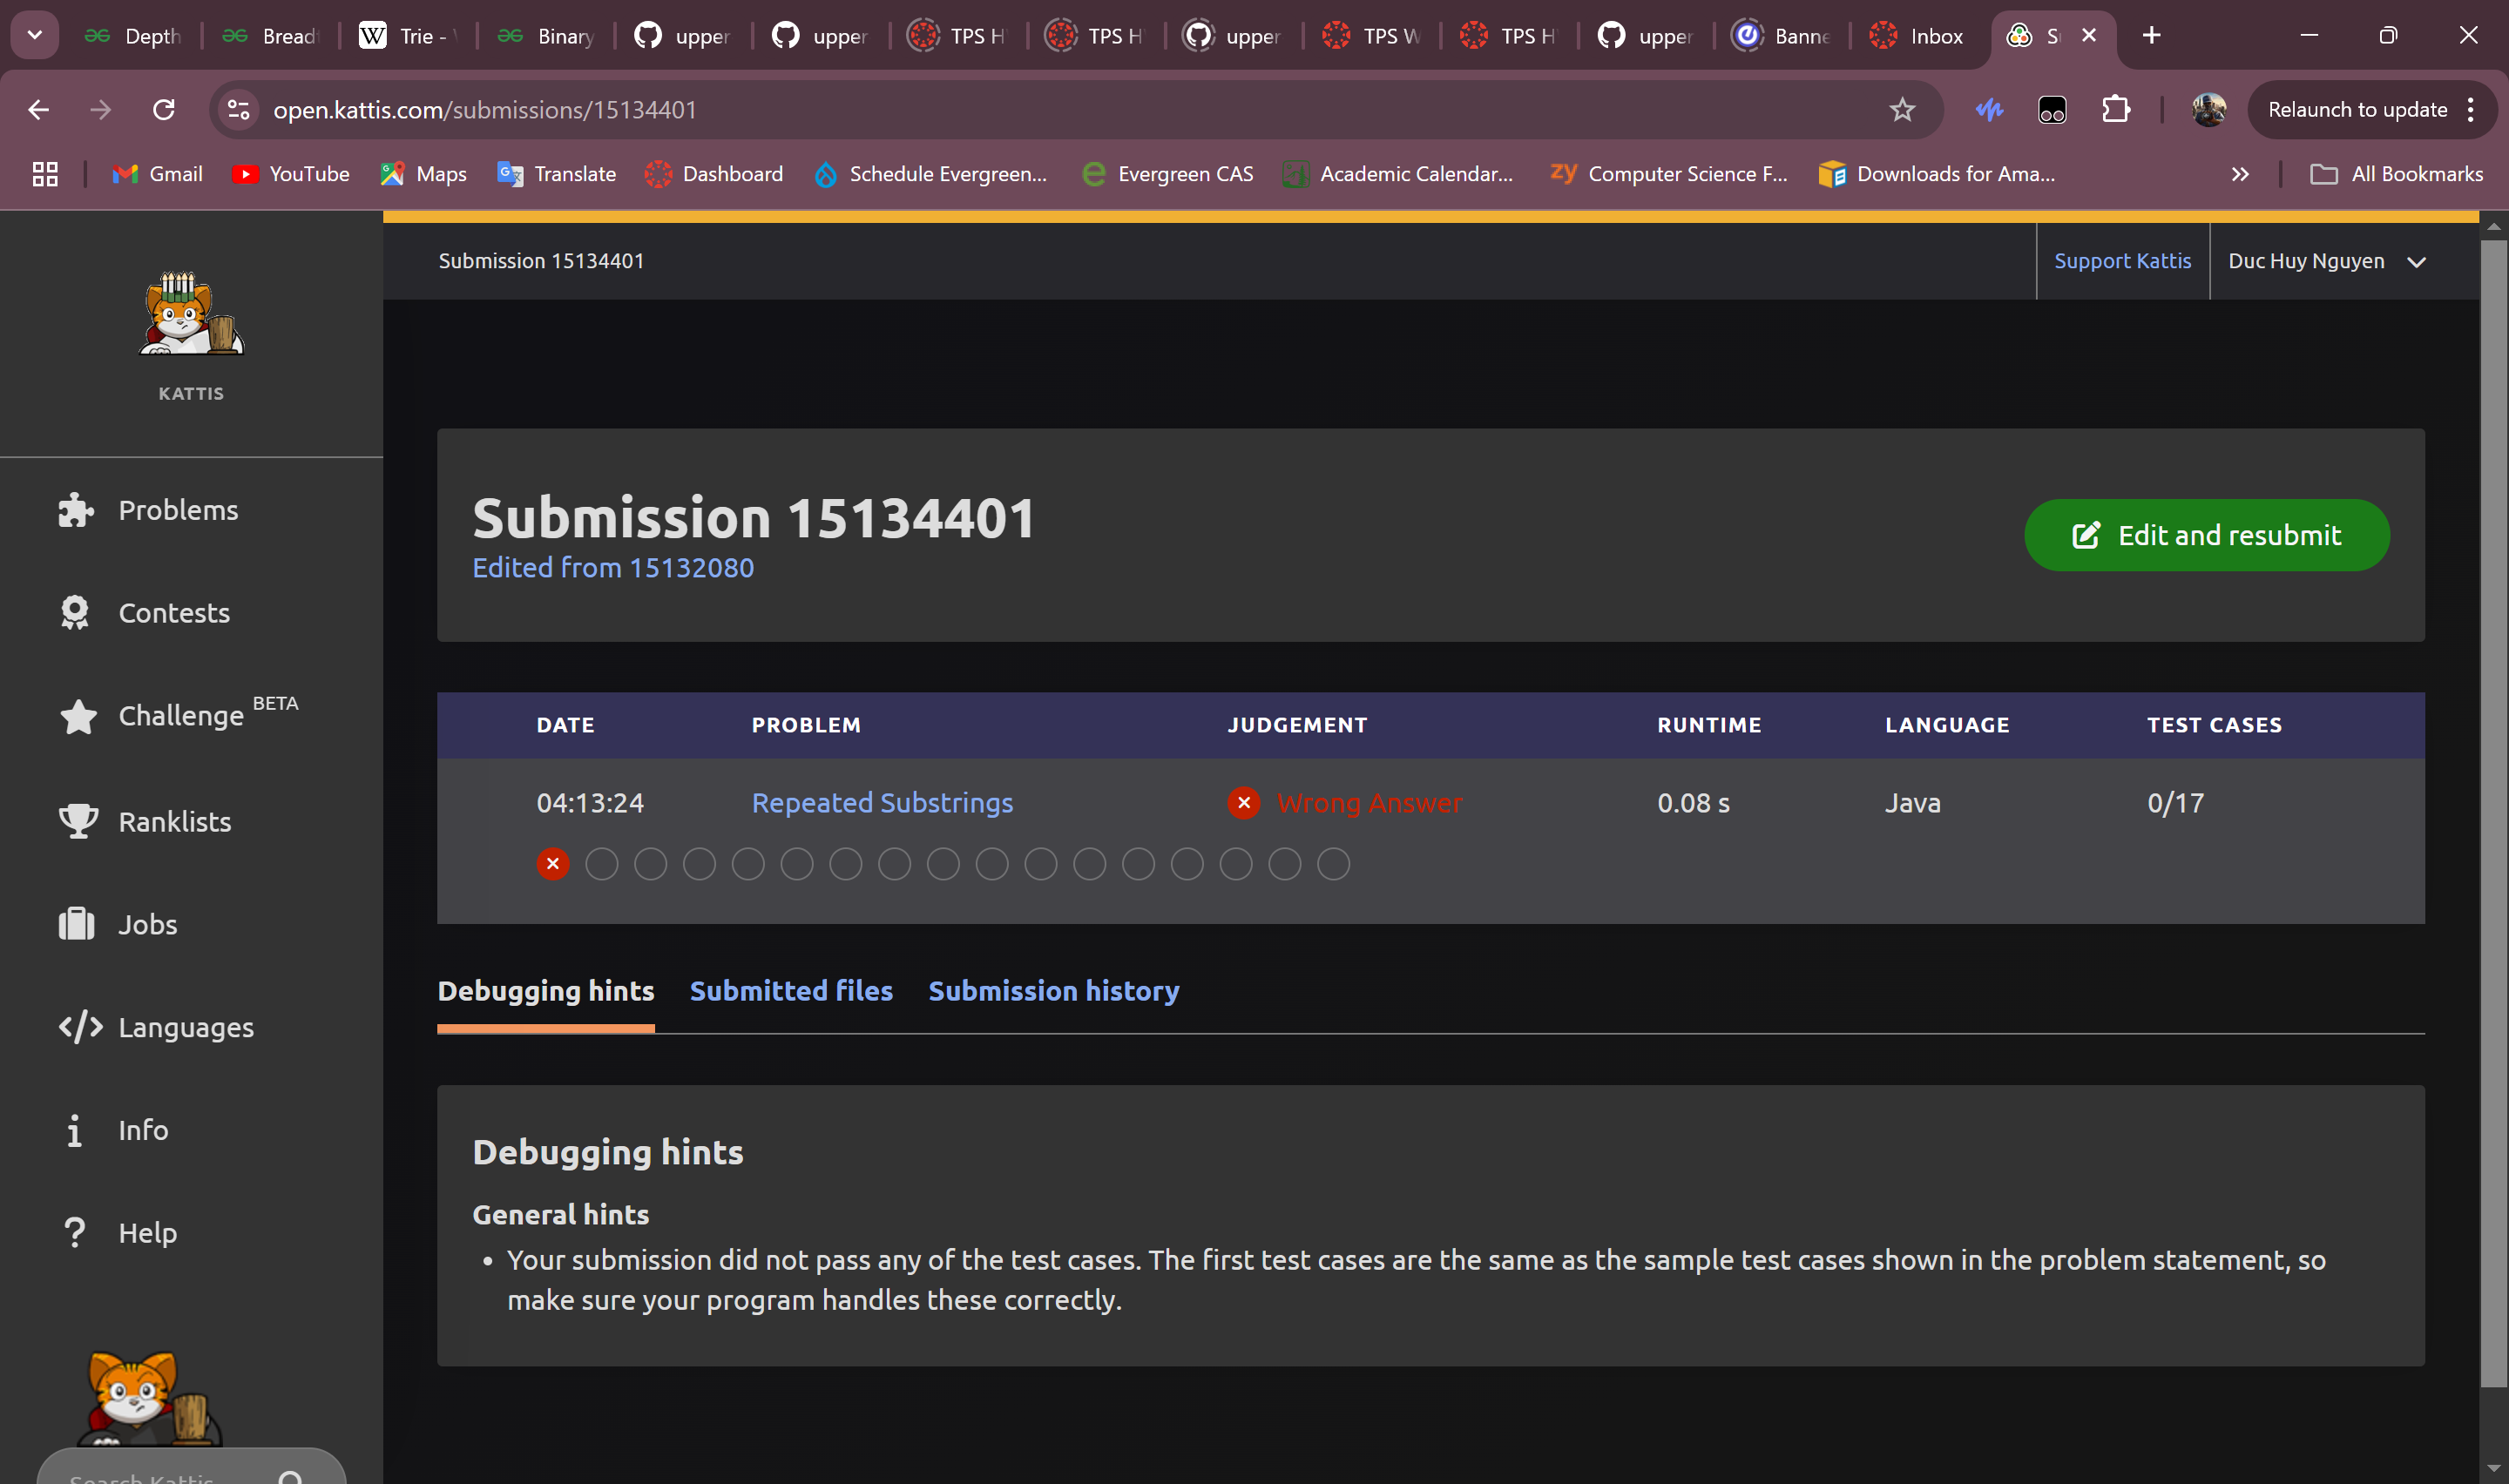 Depth
Bread
Trie -
Binary
upper
upper
TPS H
TPS H
upper
TPS W
TPS H
upper
Banne
Inbox
open.kattis.com/submissions/15134401
Relaunch to update
Gmail
YouTube
Maps
Translate
Dashboard
Schedule Evergreen...
Evergreen CAS
Academic Calendar...
Computer Science F...
Downloads for Ama...
All Bookmarks
Submission 15134401
Support Kattis
Duc Huy Nguyen
KATTIS
Problems
Contests
Challenge BETA
Ranklists
Jobs
Languages
Info
Help
Search Kattis
Submission 15134401
Edited from 15132080
Edit and resubmit
DATE PROBLEM JUDGEMENT RUNTIME LANGUAGE TEST CASES
04:13:24 Repeated Substrings Wrong Answer 0.08 s Java 0/17
Debugging hints Submitted files Submission history
Debugging hints
General hints
• Your submission did not pass any of the test cases. The first test cases are the same as the sample test cases shown in the problem statement, so
make sure your program handles these correctly.